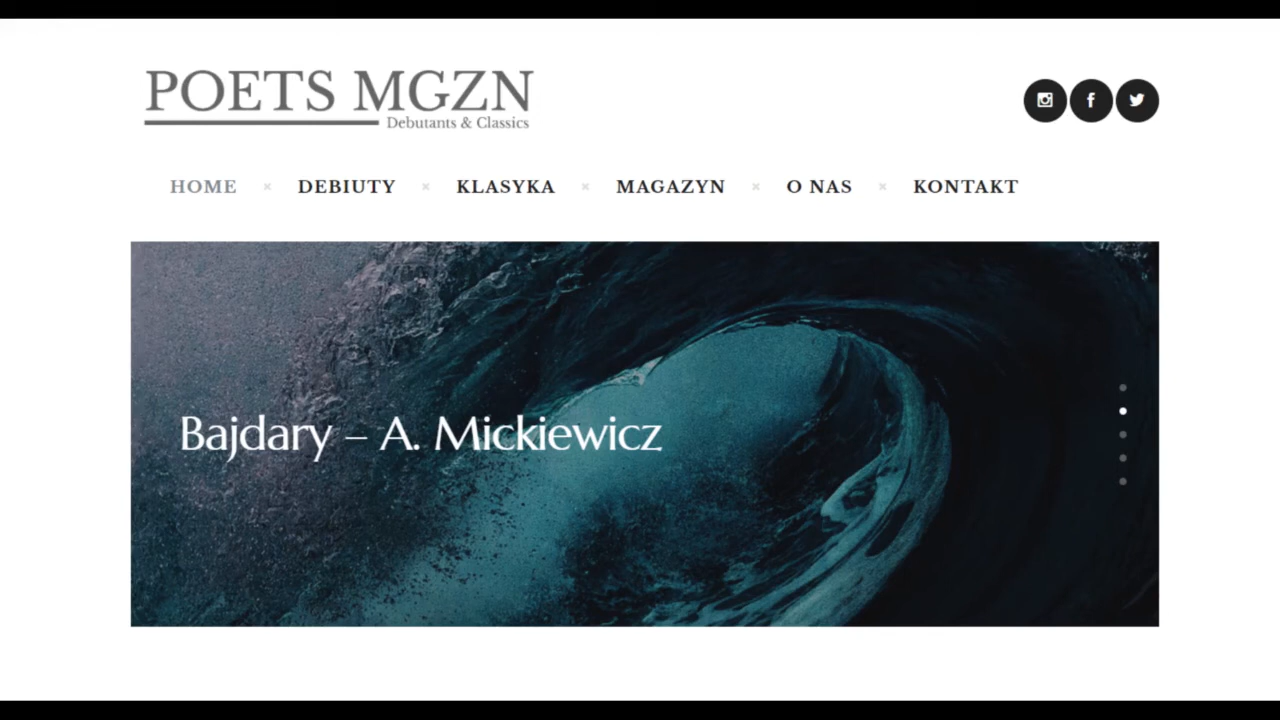 POETS MGZN
Debutants & Classics
HOME × DEBIUTY × KLASYKA × MAGAZYN × O NAS × KONTAKT
Bajdary – A. Mickiewicz